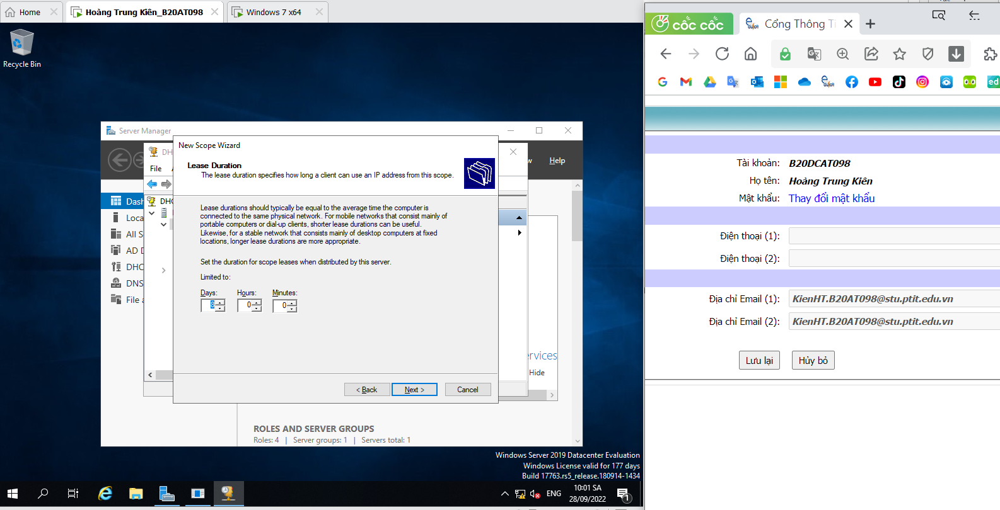 Home
Hoàng Trung Kiên_B20AT098
Windows 7 x64
Recycle Bin
Server Manager
Help
New Scope Wizard
File
Lease Duration
The lease duration specifies how long a client can use an IP address from this scope.
Lease durations should typically be equal to the average time the computer is
connected to the same physical network. For mobile networks that consist mainly of
portable computers or dial-up clients, shorter lease durations can be useful.
Likewise, for a stable network that consists mainly of desktop computers at fixed
locations, longer lease durations are more appropriate.
Set the duration for scope leases when distributed by this server.
Limited to:
Days: Hours: Minutes:
8 0 0
< Back Next > Cancel
Dash
Loca
All S
AD D
DHC
DNS
File a
DH
DHC
ervices
Hide
ROLES AND SERVER GROUPS
Roles: 4 | Server groups: 1 | Servers total: 1
Windows Server 2019 Datacenter Evaluation
Windows License valid for 177 days
Build 17763.rs5_release.180914-1434
ENG
10:01 SA
28/09/2022
1
cốc cốc
Cổng Thông Ti
Tài khoản: B20DCAT098
Họ tên: Hoàng Trung Kiên
Mật khẩu: Thay đổi mật khẩu
Điện thoại (1):
Điện thoại (2):
Địa chỉ Email (1): KienHT.B20AT098@stu.ptit.edu.vn
Địa chỉ Email (2): KienHT.B20AT098@stu.ptit.edu.vn
Lưu lại Hủy bỏ